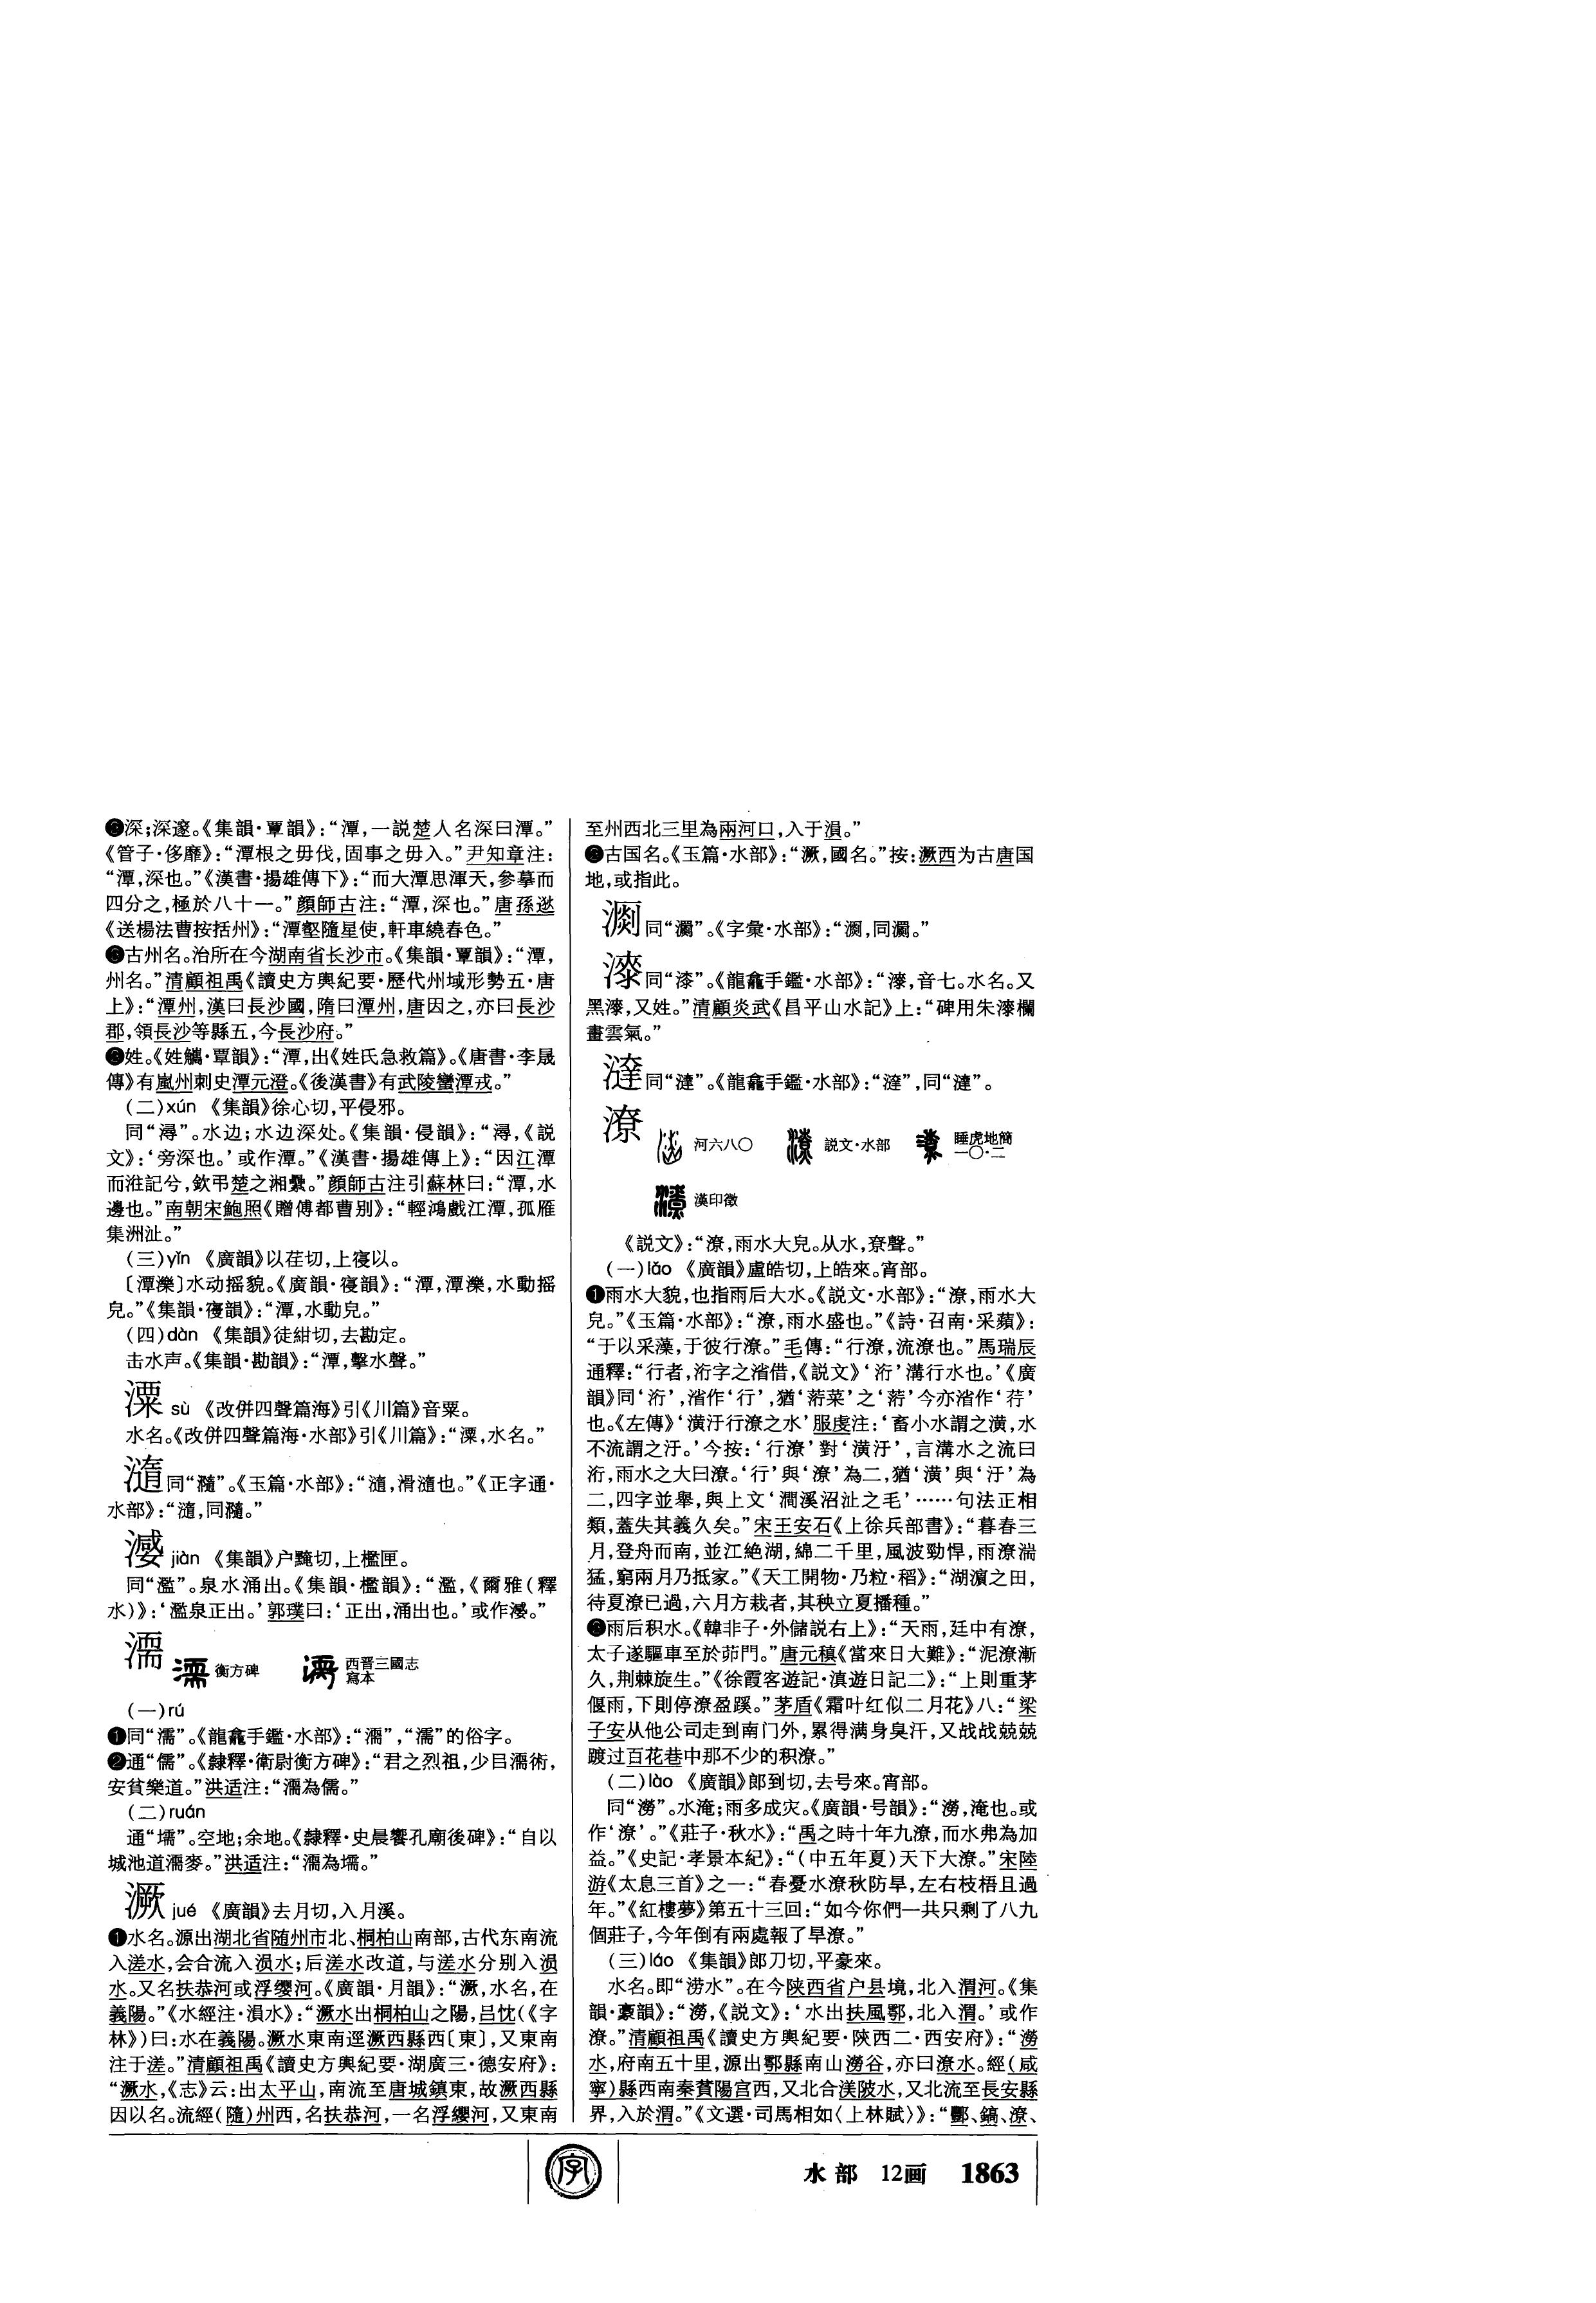 ❸深;深邃。《集韻·覃韻》:“潭,一説楚人名深曰潭。”
《管子·侈靡》:“潭根之毋伐,固事之毋入。”尹知章注:
“潭,深也。”《漢書·揚雄傳下》:“而大潭思渾天,參摹而
四分之,極於八十一。”顔師古注:“潭,深也。”唐孫逖
《送楊法曹按括州》:“潭壑隨星使,軒車繞春色。”
古州名。治所在今湖南省长沙市。《集韻·覃韻》:“潭,
州名。”清顧祖禹《讀史方輿紀要·歷代州域形勢五·唐
上》:“潭州,漢曰長沙國,隋曰潭州,唐因之,亦曰長沙
郡,領長沙等縣五,今長沙府。”
姓。《姓觿·覃韻》:“潭,出《姓氏急救篇》。《唐書·李晟
傳》有嵐州刺史潭元澄。《後漢書》有武陵蠻潭戎。”
(二)xún 《集韻》徐心切,平侵邪。
同“潯”。水边;水边深处。《集韻·侵韻》:“潯,《説
文》:‘旁深也。’或作潭。”《漢書·揚雄傳上》:“因江潭
而淮記兮,欽弔楚之湘纍。”顔師古注引蘇林曰:“潭,水
邊也。”南朝宋鮑照《贈傅都曹别》:“輕鴻戲江潭,孤雁
集洲沚。”
(三)yǐn 《廣韻》以荏切,上寑以。
〔潭濼〕水动摇貌。《廣韻·寑韻》:“潭,潭濼,水動摇
皃。”《集韻·寑韻》:“潭,水動皃。”
(四)dàn 《集韻》徒紺切,去勘定。
击水声。《集韻·勘韻》:“潭,擊水聲。”
潥 sù 《改併四聲篇海》引《川篇》音粟。
水名。《改併四聲篇海·水部》引《川篇》:“潥,水名。”
瀡同“瀡”。《玉篇·水部》:“,滑也。”《正字通·
水部》:“,同瀡。”
jiàn 《集韻》户黤切,上檻匣。
同“濫”。泉水涌出。《集韻·檻韻》:“濫,《爾雅(釋
水)》:‘濫泉正出。’郭璞曰:‘正出,涌出也。’或作。”
濡 衡方碑 西晋三國志
寫本
(一)rú
❶同“濡”。《龍龕手鑑·水部》:“”,“濡”的俗字。
❷通“儒”。《隸釋·衛尉衡方碑》:“君之烈祖,少㠯濡術,
安貧樂道。”洪适注:“濡為儒。”
(二)ruán
通“壖”。空地;余地。《隸釋·史晨饗孔廟後碑》:“自以
城池道濡麥。”洪适注:“濡為壖。”
㵐 jué 《廣韻》去月切,入月溪。
❶水名。源出湖北省随州市北、桐柏山南部,古代东南流
入溠水,会合流入涢水;后溠水改道,与溠水分别入涢
水。又名扶恭河或浮缨河。《廣韻·月韻》:“㵐,水名,在
義陽。”《水經注·溳水》:“㵐水出桐柏山之陽,吕忱(《字
林》)曰:水在義陽。㵐水東南逕㵐西縣西〔東〕,又東南
注于溠。”清顧祖禹《讀史方輿紀要·湖廣三·德安府》:
“㵐水,《志》云:出太平山,南流至唐城鎮東,故㵐西縣
因以名。流經(隨)州西,名扶恭河,一名浮纓河,又東南
至州西北三里為兩河口,入于溳。”
❷古国名。《玉篇·水部》:“㵐,國名。”按:㵐西为古唐国
地,或指此。
同“灍”。《字彙·水部》:“,同灍。”
同“漆”。《龍龕手鑑·水部》:“,音七。水名。又
黑,又姓。”清顧炎武《昌平山水記》上:“碑用朱欄
畫雲氣。”
同“澾”。《龍龕手鑑·水部》:“”,同“澾”。
潦 河六八〇 説文·水部 睡虎地簡
一〇·二
漢印徵
《説文》:“潦,雨水大皃。从水,尞聲。”
(一)lǎo 《廣韻》盧皓切,上皓來。宵部。
❶雨水大貌,也指雨后大水。《説文·水部》:“潦,雨水大
皃。”《玉篇·水部》:“潦,雨水盛也。”《詩·召南·采蘋》:
“于以采藻,于彼行潦。”毛傳:“行潦,流潦也。”馬瑞辰
通釋:“行者,洐字之渻借,《説文》‘洐’溝行水也。’《廣
韻》同‘洐’,渻作‘行’,猶‘䓷菜’之‘䓷’今亦渻作‘荇’
也。《左傳》‘潢汙行潦之水’服虔注:‘畜小水謂之潢,水
不流謂之汙。’今按:‘行潦’對‘潢汙’,言溝水之流曰
洐,雨水之大曰潦。‘行’與‘潦’為二,猶‘潢’與‘汙’為
二,四字並舉,與上文‘澗溪沼沚之毛’……句法正相
類,蓋失其義久矣。”宋王安石《上徐兵部書》:“暮春三
月,登舟而南,並江絶湖,綿二千里,風波勁悍,雨潦湍
猛,窮兩月乃抵家。”《天工開物·乃粒·稻》:“湖濵之田,
待夏潦已過,六月方栽者,其秧立夏播種。”
❷雨后积水。《韓非子·外儲説右上》:“天雨,廷中有潦,
太子遂驅車至於茆門。”唐元稹《當來日大難》:“泥潦漸
久,荆棘旋生。”《徐霞客遊記·滇遊日記二》:“上則重茅
偃雨,下則停潦盈蹊。”茅盾《霜叶红似二月花》八:“梁
子安从他公司走到南门外,累得满身臭汗,又战战兢兢
踱过百花巷中那不少的积潦。”
(二)lào 《廣韻》郎到切,去号來。宵部。
同“澇”。水淹;雨多成灾。《廣韻·号韻》:“澇,淹也。或
作‘潦’。”《莊子·秋水》:“禹之時十年九潦,而水弗為加
益。”《史記·孝景本紀》:“(中五年夏)天下大潦。”宋陸
游《太息三首》之一:“春憂水潦秋防旱,左右枝梧且過
年。”《紅樓夢》第五十三回:“如今你們一共只剩了八九
個莊子,今年倒有兩處報了旱潦。”
(三)láo 《集韻》郎刀切,平豪來。
水名。即“涝水”。在今陕西省户县境,北入渭河。《集
韻·豪韻》:“澇,《説文》:‘水出扶風鄠,北入渭。’或作
潦。”清顧祖禹《讀史方輿紀要·陝西二·西安府》:“澇
水,府南五十里,源出鄠縣南山澇谷,亦曰潦水。經(咸
寧)縣西南秦萯陽宫西,又北合渼陂水,又北流至長安縣
界,入於渭。”《文選·司馬相如〈上林賦〉》:“酆、鎬、潦、
字
水部 12画 1863